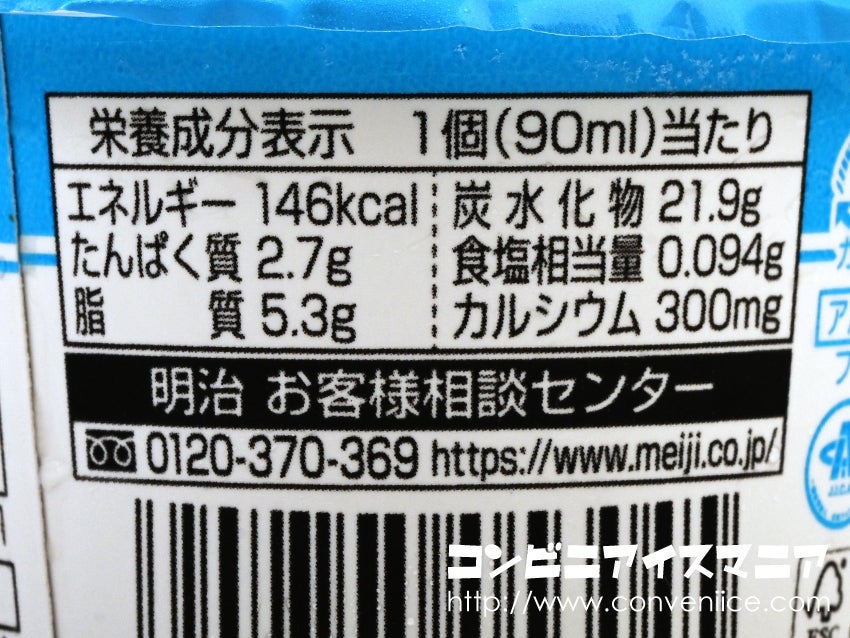 栄養成分表示 1個(90ml)当たり
エネルギー 146kcal
たんぱく質 2.7g
脂質 5.3g
炭水化物 21.9g
食塩相当量 0.094g
カルシウム 300mg
明治 お客様相談センター
0120-370-369 https://www.meiji.co.jp/
コンビニアイスマニア
http://www.conveniice.com